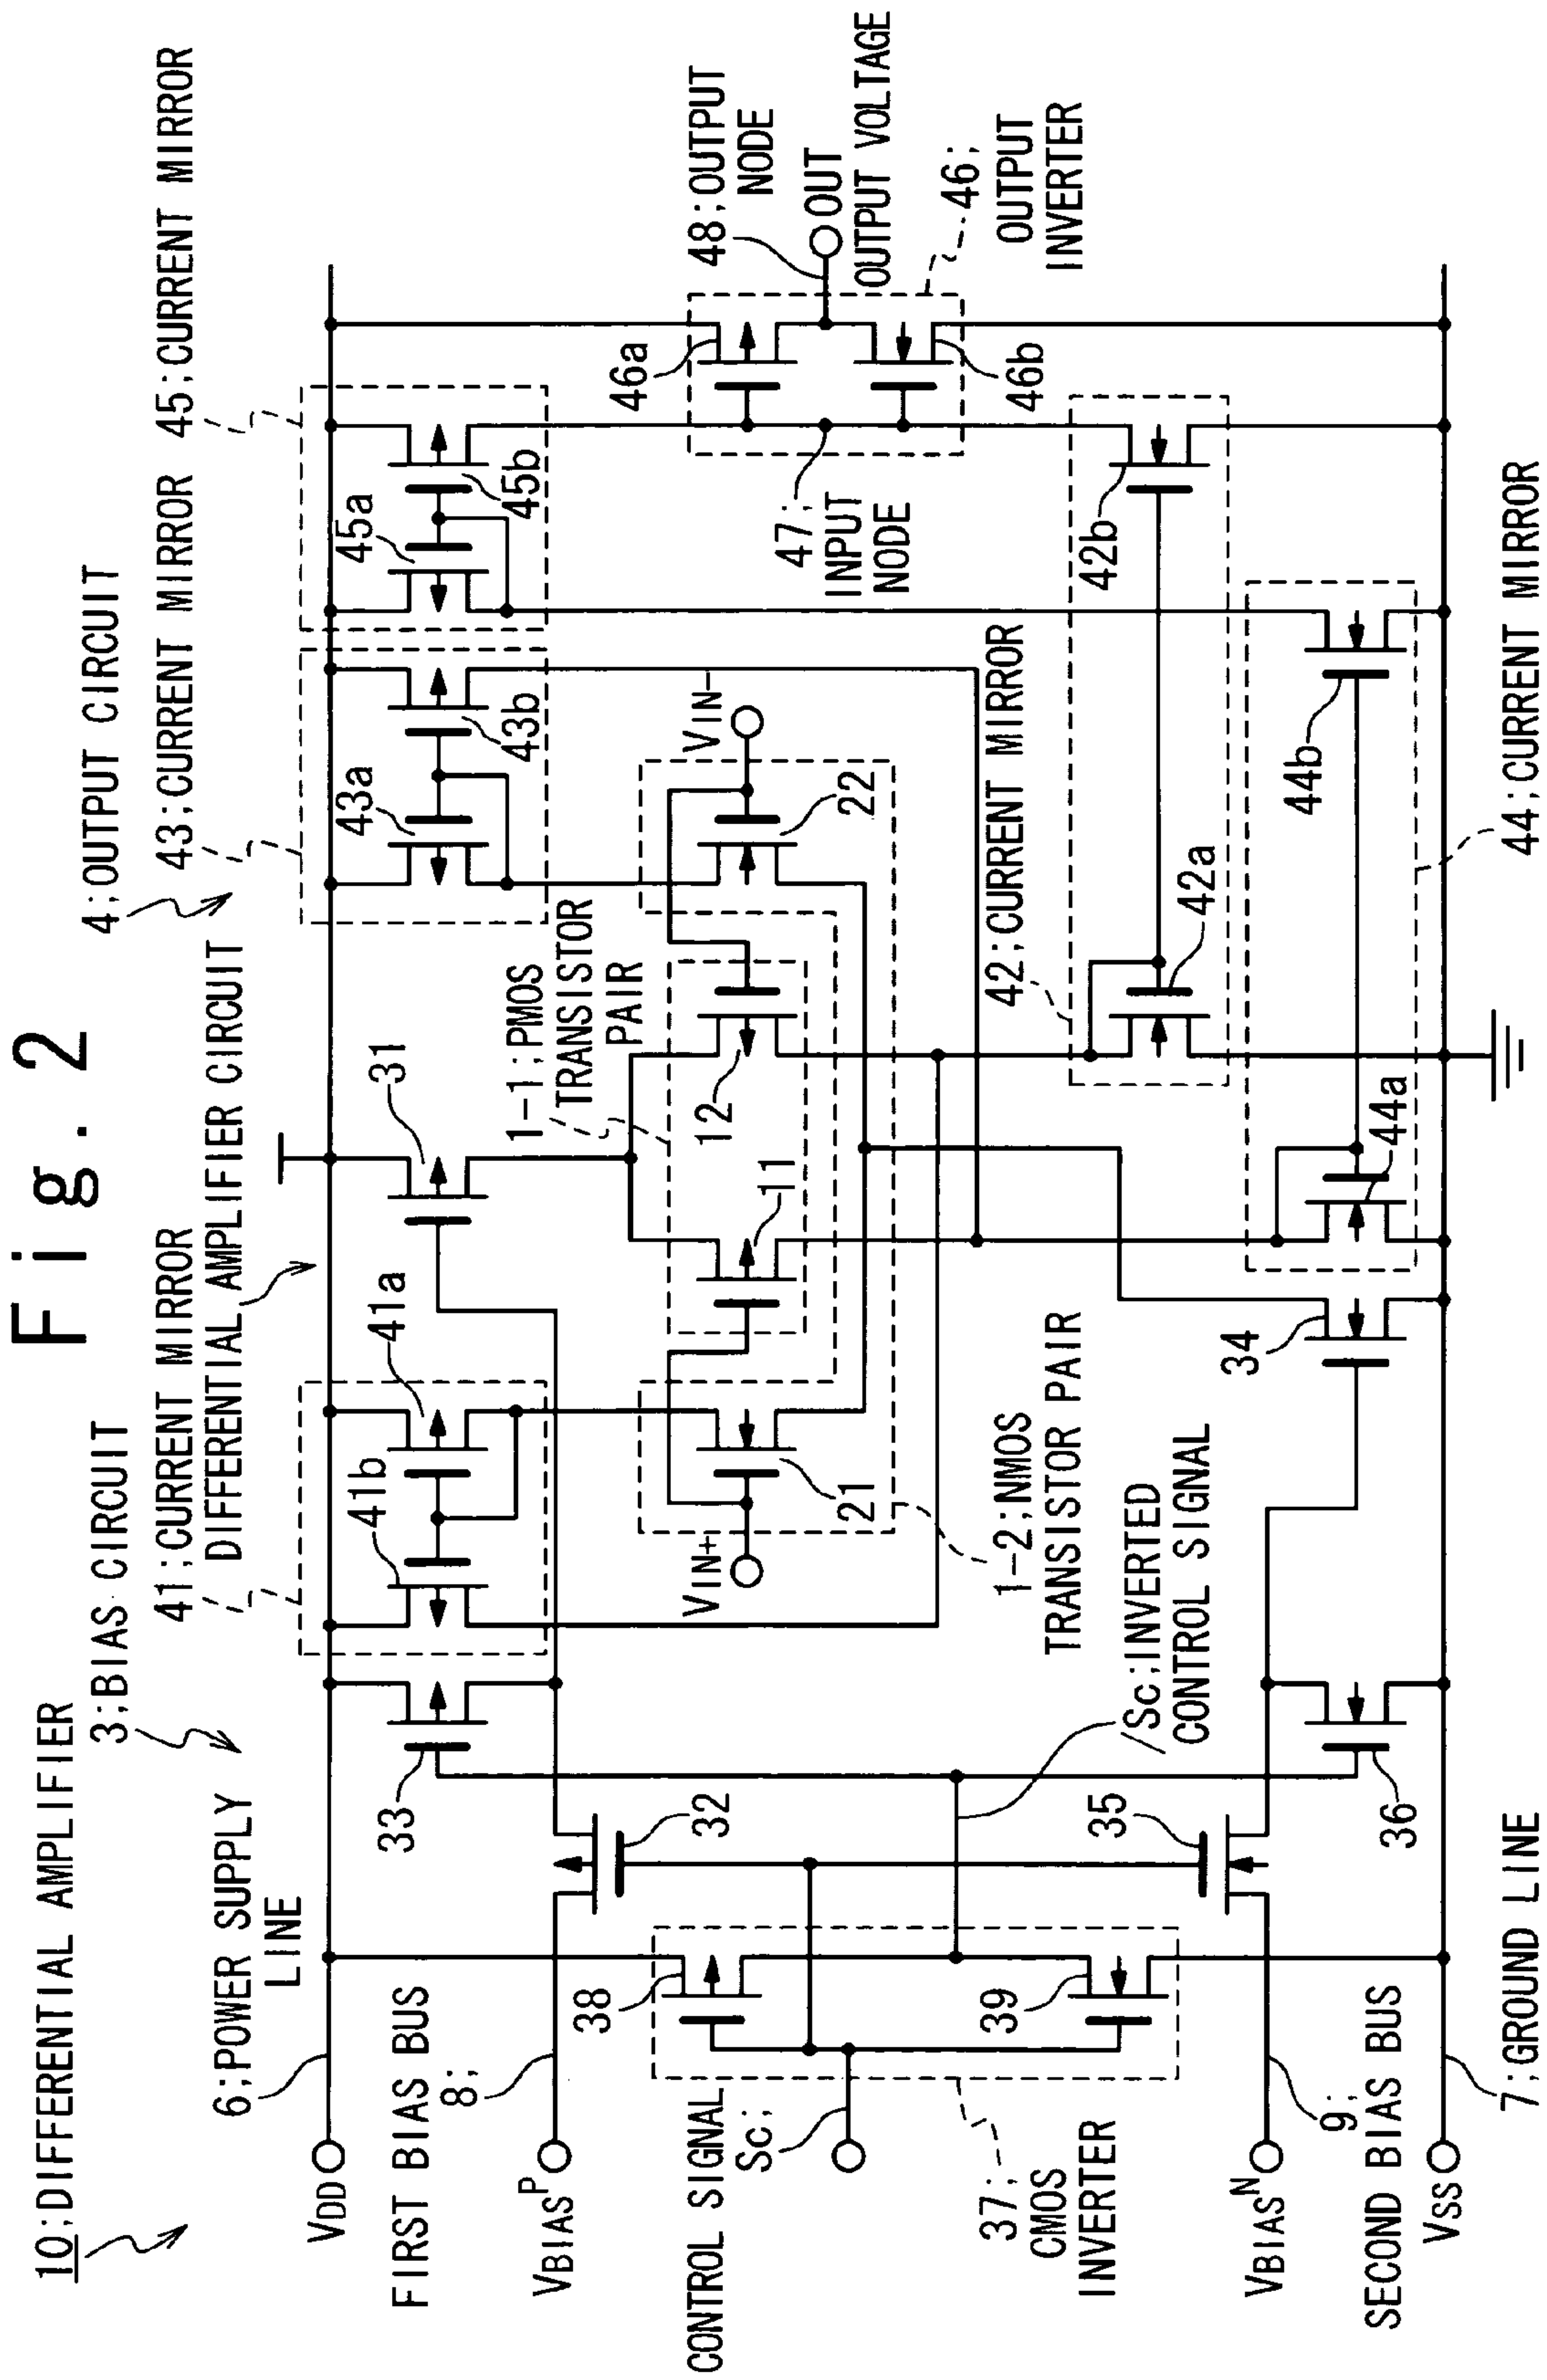 Fig. 2
10;DIFFERENTIAL AMPLIFIER
3;BIAS CIRCUIT
4;OUTPUT CIRCUIT
41;CURRENT MIRROR
DIFFERENTIAL AMPLIFIER CIRCUIT
43;CURRENT MIRROR
45;CURRENT MIRROR
6;POWER SUPPLY
LINE
VDD
33
41b
41a
31
43a
43b
45a
45b
FIRST BIAS BUS
8;
VBIASP
1-1;PMOS
TRANSISTOR
PAIR
46a
48;OUTPUT
NODE
OUT
OUTPUT VOLTAGE
38
32
VIN+
21
11
12
22
VIN-
47;
INPUT
NODE
46;
OUTPUT
INVERTER
46b
CONTROL SIGNAL
Sc;
37;
CMOS
INVERTER
39
35
/Sc;INVERTED
CONTROL SIGNAL
1-2;NMOS
TRANSISTOR PAIR
42;CURRENT MIRROR
42a
42b
VBIASN
9;
SECOND BIAS BUS
36
34
44a
44b
VSS
7;GROUND LINE
44;CURRENT MIRROR